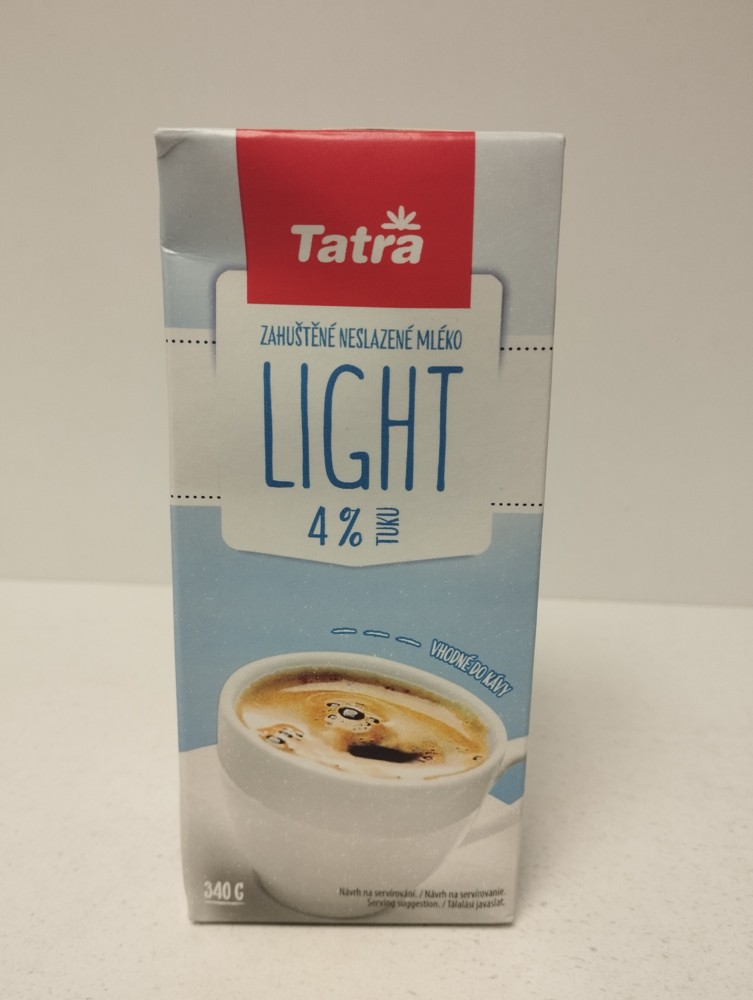 Tatra
ZAHUŠTĚNÉ NESLAZENÉ MLÉKO
LIGHT
4% TUKU
VHODNÉ DO KÁVY
340 G
Návrh na servírování. / Návrh na servírovanie.
Serving suggestion. / Tálalási javaslat.